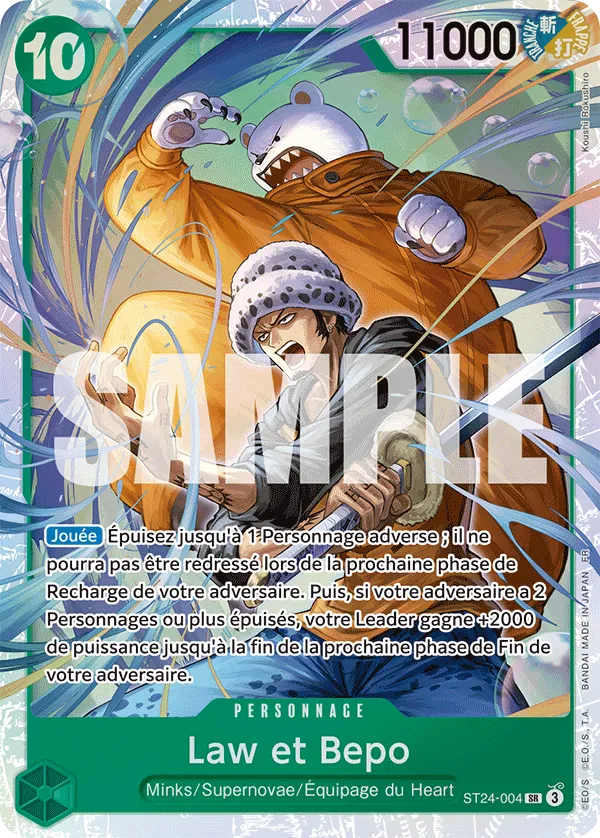 10
11000
TRANCHE 斬
FRAPPE 打
Koushi Rokushiro
SAMPLE
Jouée Épuisez jusqu'à 1 Personnage adverse ; il ne
pourra pas être redressé lors de la prochaine phase de
Recharge de votre adversaire. Puis, si votre adversaire a 2
Personnages ou plus épuisés, votre Leader gagne +2000
de puissance jusqu'à la fin de la prochaine phase de Fin de
votre adversaire.
PERSONNAGE
Law et Bepo
Minks/Supernovae/Équipage du Heart
ST24-004 SR 3
©EO/S ©E.O./S., T.A. BANDAI MADE IN JAPAN FR